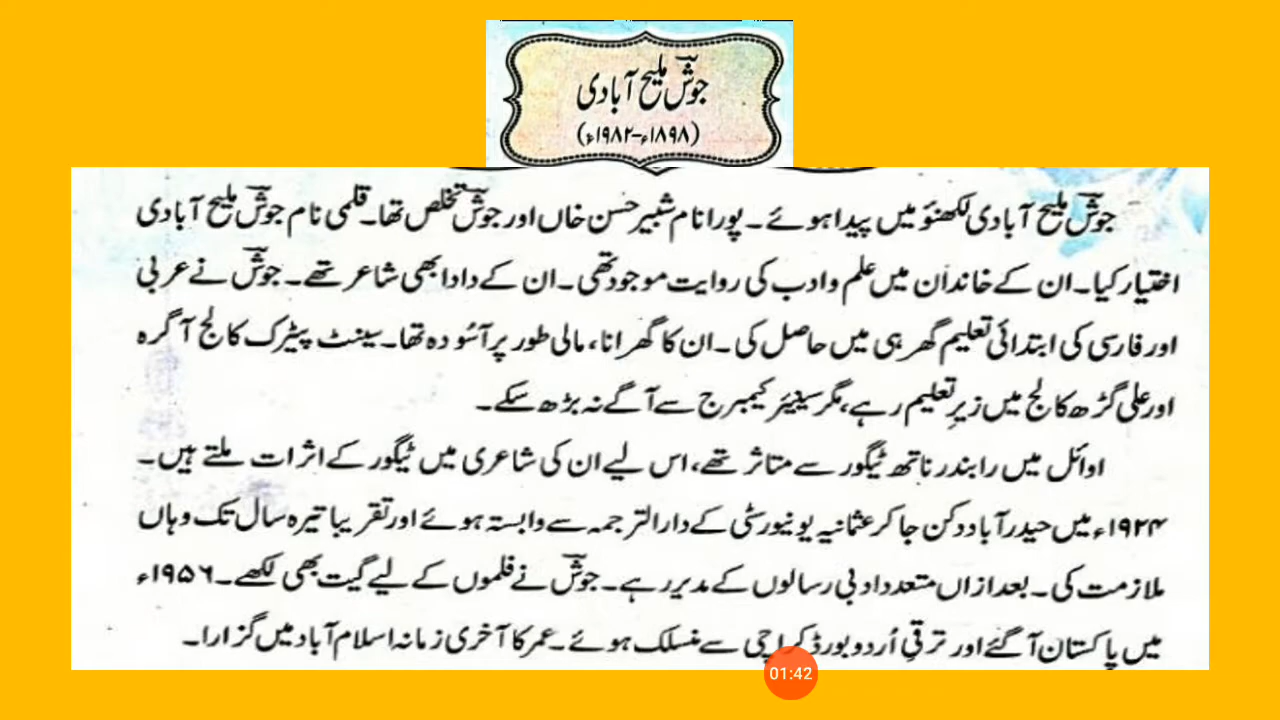 جوشؔ ملیح آبادی
(۱۸۹۸ء–۱۹۸۲ء)
جوشؔ ملیح آبادی لکھنؤ میں پیدا ہوئے۔ پورا نام شبیر حسن خاں اور جوشؔ تخلص تھا۔ قلمی نام جوشؔ ملیح آبادی
اختیار کیا۔ ان کے خاندان میں علم و ادب کی روایت موجود تھی۔ ان کے دادا بھی شاعر تھے۔ جوشؔ نے عربی
اور فارسی کی ابتدائی تعلیم گھر ہی میں حاصل کی۔ ان کا گھرانا، مالی طور پر آسُودہ تھا۔ سینٹ پیٹرک کالج آگرہ
اور علی گڑھ کالج میں زیرِ تعلیم رہے، مگر سینئیر کیمبرج سے آگے نہ بڑھ سکے۔
اوائل میں رابندر ناتھ ٹیگور سے متاثر تھے، اس لیے ان کی شاعری میں ٹیگور کے اثرات ملتے ہیں۔
۱۹۲۴ء میں حیدرآباد دکن جا کر عثمانیہ یونیورسٹی کے دارالترجمہ سے وابستہ ہوئے اور تقریباً تیرہ سال تک وہاں
ملازمت کی۔ بعدازاں متعدد ادبی رسالوں کے مدیر رہے۔ جوشؔ نے فلموں کے لیے گیت بھی لکھے۔ ۱۹۵۶ء
میں پاکستان آگئے اور ترقیِ اُردو بورڈ کراچی سے منسلک ہوئے۔ عمر کا آخری زمانہ اسلام آباد میں گزارا۔
01:42